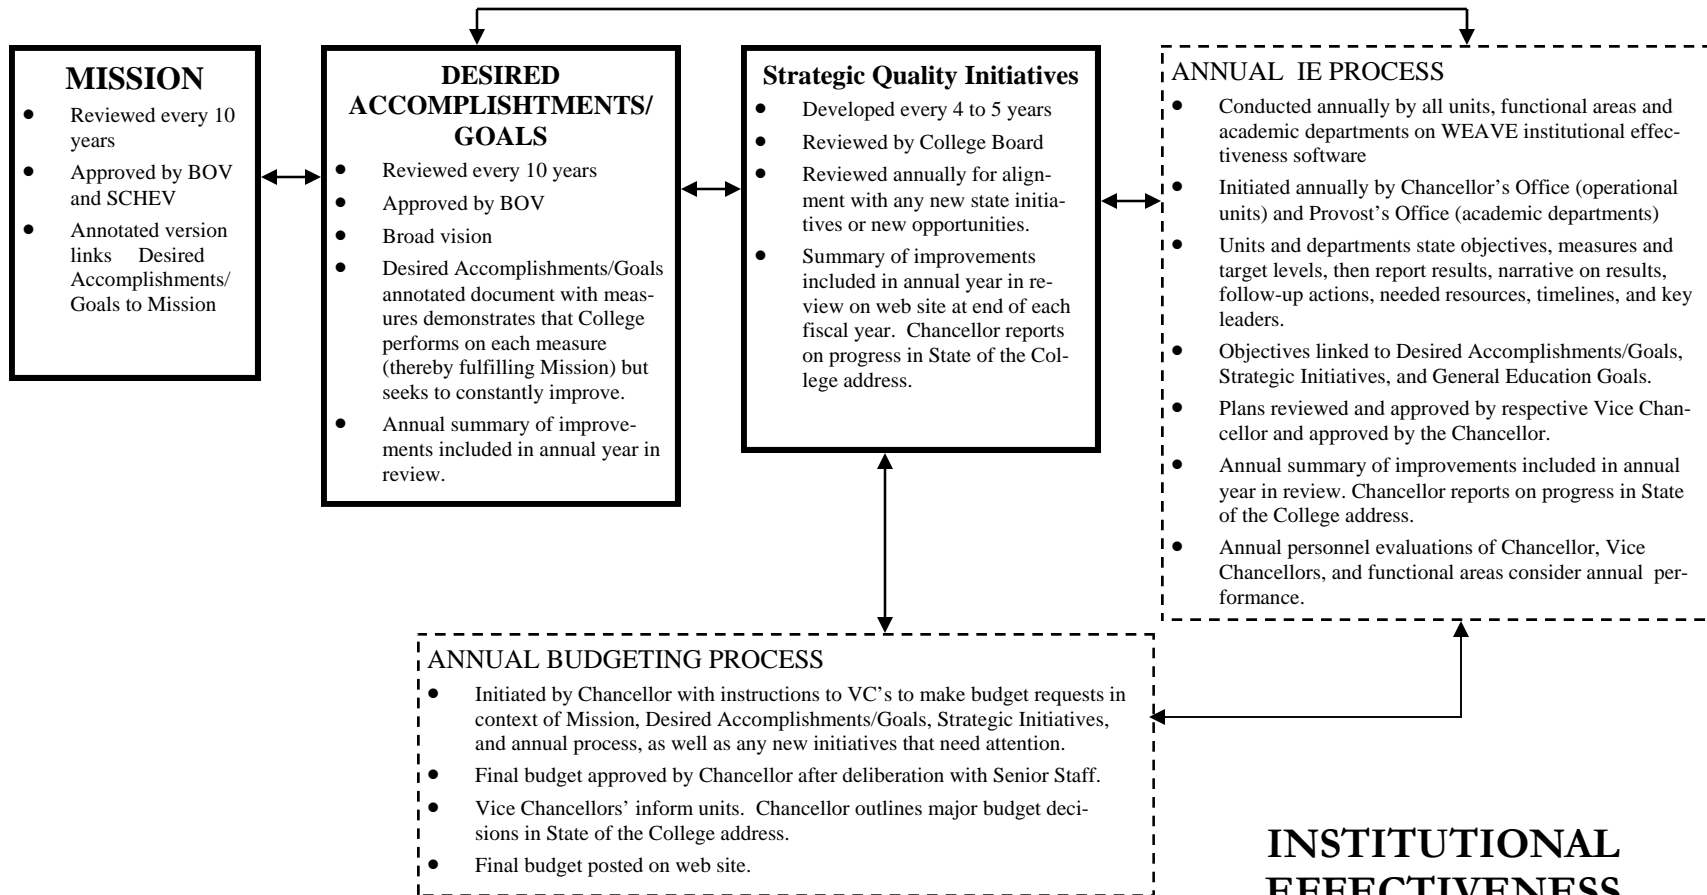 MISSION
Reviewed every 10
years
Approved by BOV
and SCHEV
Annotated version
links Desired
Accomplishments/
Goals to Mission
DESIRED
ACCOMPLISHTMENTS/
GOALS
Reviewed every 10 years
Approved by BOV
Broad vision
Desired Accomplishments/Goals
annotated document with meas-
ures demonstrates that College
performs on each measure
(thereby fulfilling Mission) but
seeks to constantly improve.
Annual summary of improve-
ments included in annual year in
review.
Strategic Quality Initiatives
Developed every 4 to 5 years
Reviewed by College Board
Reviewed annually for align-
ment with any new state initia-
tives or new opportunities.
Summary of improvements
included in annual year in re-
view on web site at end of each
fiscal year. Chancellor reports
on progress in State of the Col-
lege address.
ANNUAL IE PROCESS
Conducted annually by all units, functional areas and
academic departments on WEAVE institutional effec-
tiveness software
Initiated annually by Chancellor's Office (operational
units) and Provost's Office (academic departments)
Units and departments state objectives, measures and
target levels, then report results, narrative on results,
follow-up actions, needed resources, timelines, and key
leaders.
Objectives linked to Desired Accomplishments/Goals,
Strategic Initiatives, and General Education Goals.
Plans reviewed and approved by respective Vice Chan-
cellor and approved by the Chancellor.
Annual summary of improvements included in annual
year in review. Chancellor reports on progress in State
of the College address.
Annual personnel evaluations of Chancellor, Vice
Chancellors, and functional areas consider annual per-
formance.
ANNUAL BUDGETING PROCESS
Initiated by Chancellor with instructions to VC's to make budget requests in
context of Mission, Desired Accomplishments/Goals, Strategic Initiatives,
and annual process, as well as any new initiatives that need attention.
Final budget approved by Chancellor after deliberation with Senior Staff.
Vice Chancellors' inform units. Chancellor outlines major budget deci-
sions in State of the College address.
Final budget posted on web site.
INSTITUTIONAL
EFFECTIVENESS